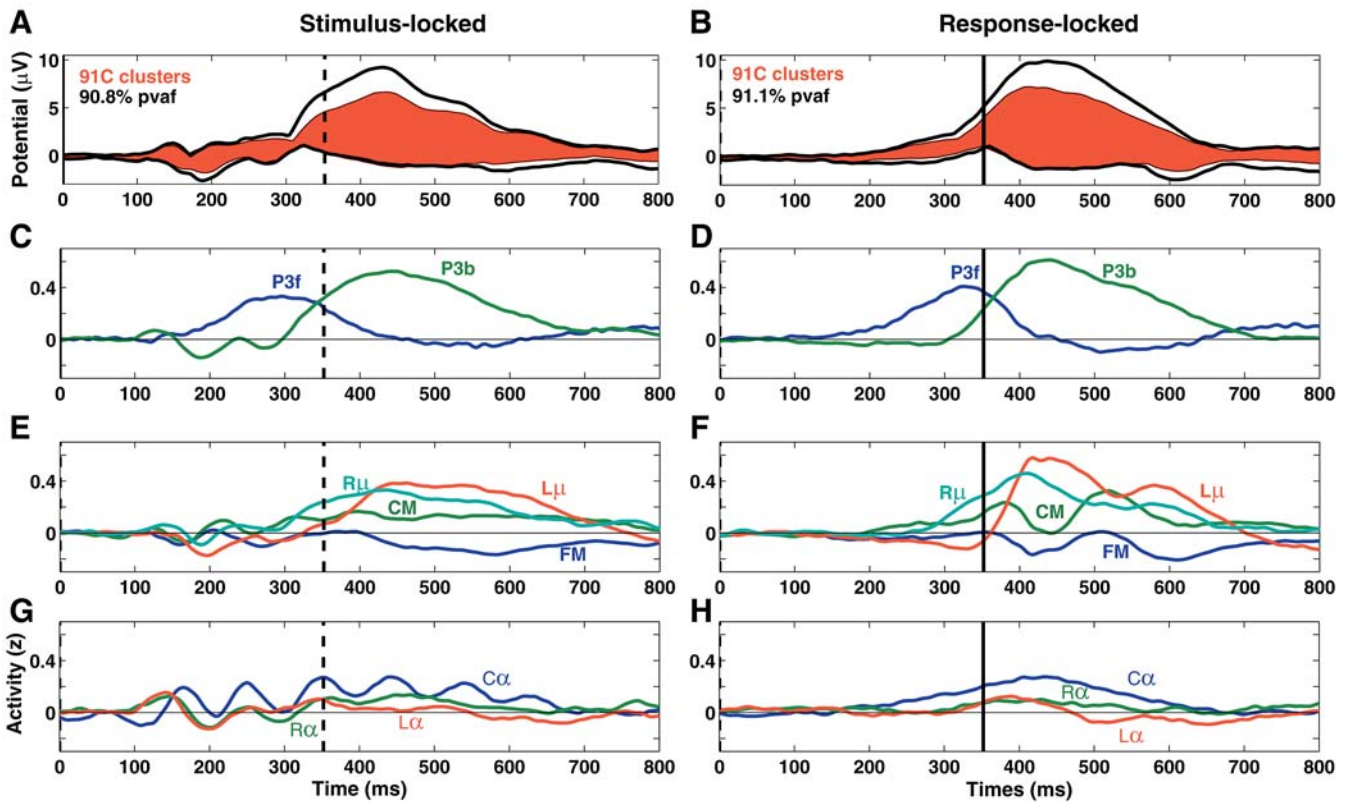 A Stimulus-locked
B Response-locked
Potential (μV)
10
5
0
91C clusters
90.8% pvaf
0 100 200 300 400 500 600 700 800
10
5
0
91C clusters
91.1% pvaf
0 100 200 300 400 500 600 700 800
C
0.4
0
P3f
P3b
0 100 200 300 400 500 600 700 800
D
0.4
0
P3f
P3b
0 100 200 300 400 500 600 700 800
E
0.4
0
Rμ
Lμ
CM
FM
0 100 200 300 400 500 600 700 800
F
0.4
0
Rμ
Lμ
CM
FM
0 100 200 300 400 500 600 700 800
G
Activity (z)
0.4
0
Cα
Rα
Lα
0 100 200 300 400 500 600 700 800
Time (ms)
H
0.4
0
Cα
Rα
Lα
0 100 200 300 400 500 600 700 800
Times (ms)